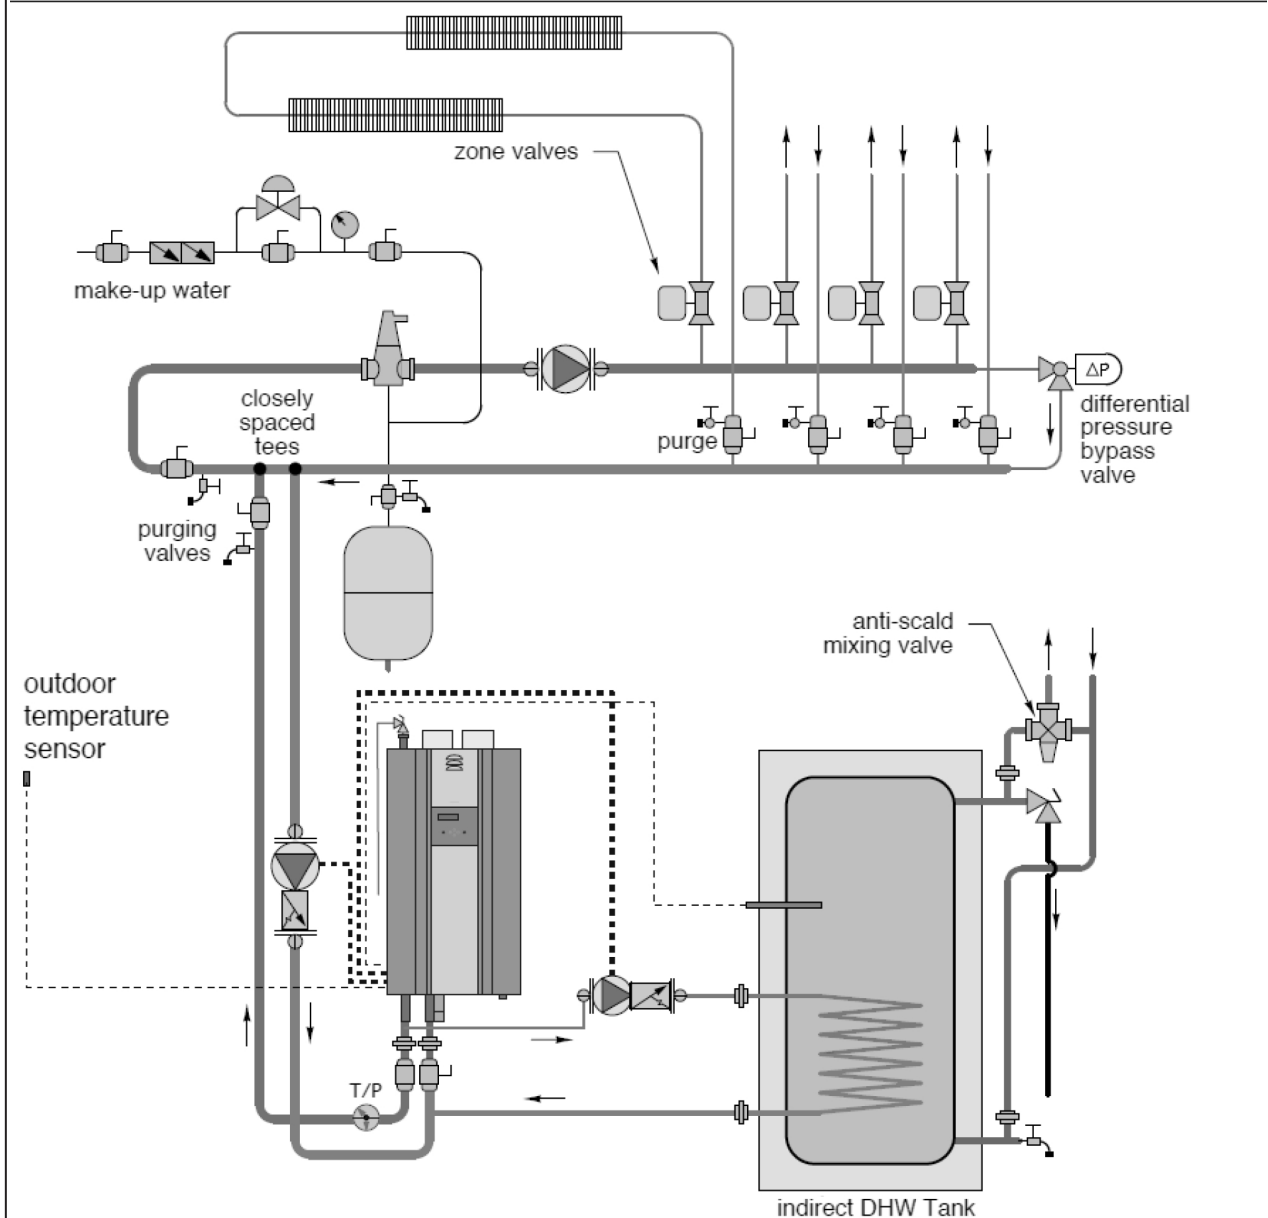 zone valves
make-up water
ΔP
closely
spaced
tees
differential
pressure
bypass
valve
purge
purging
valves
anti-scald
mixing valve
outdoor
temperature
sensor
T/P
indirect DHW Tank